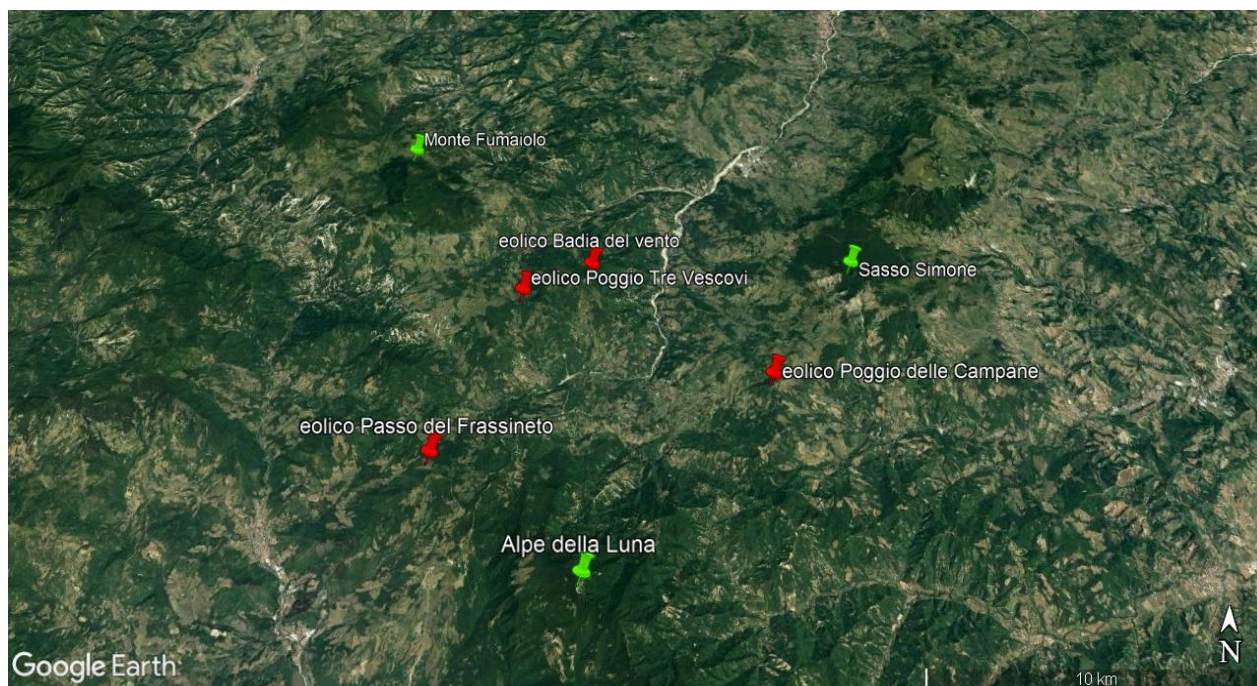 Monte Fumaiolo
eolico Badia del vento
eolico Poggio Tre Vescovi
Sasso Simone
eolico Poggio delle Campane
eolico Passo del Frassineto
Alpe della Luna
N
Google Earth
10 km